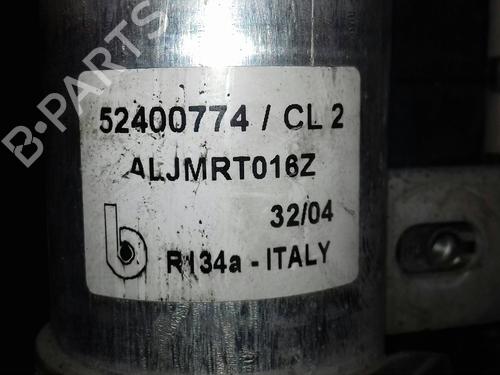 B-PARTS
52400774 / CL 2
ALJMRT016Z
32/04
b R134a - ITALY